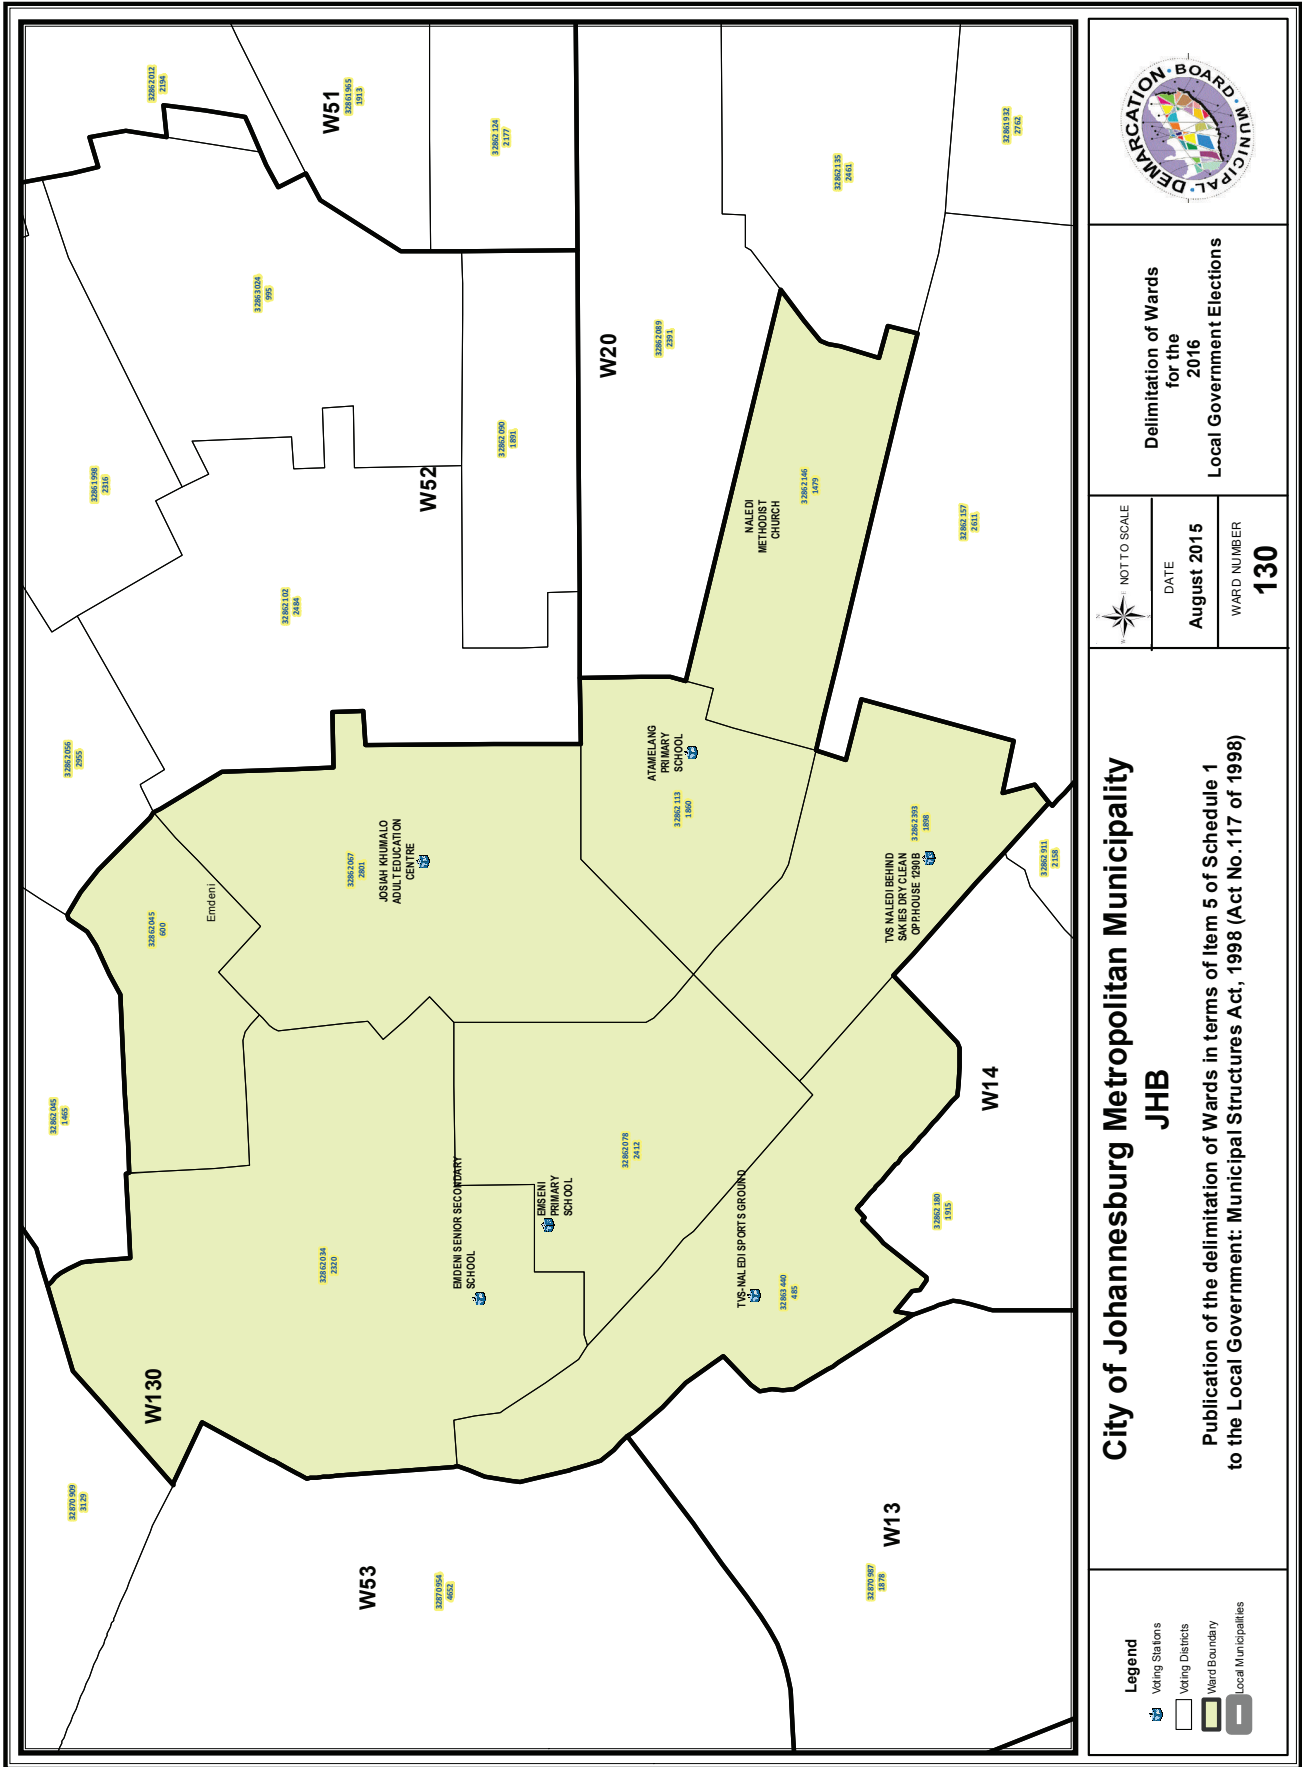 W51
W52
W20
W14
W13
W53
W130
32862012
2194
32861965
1913
32862124
2177
32862135
2461
32861932
2762
32863024
995
32861998
2316
32862090
1891
32862089
2391
32862102
2484
32862146
1479
NALEDI
METHODIST
CHURCH
32862157
2611
32862056
2955
32862045
600
Emdeni
32862067
2801
JOSIAH KHUMALO
ADULT EDUCATION
CENTRE
ATAMELANG
PRIMARY
SCHOOL
32862113
1860
32862393
1898
TVS NALEDI BEHIND
SAKIES DRY CLEAN
OPP.HOUSE 1290B
32862911
2158
32862045
1465
32862034
2320
EMDENI SENIOR SECONDARY
SCHOOL
EMSENI
PRIMARY
SCHOOL
32862078
2412
TVS-NALEDI SPORTS GROUND
32863440
485
32862180
1915
32870909
3129
32870954
4652
32870987
1878
Legend
Voting Stations
Voting Districts
Ward Boundary
Local Municipalities
City of Johannesburg Metropolitan Municipality
JHB
Publication of the delimitation of Wards in terms of Item 5 of Schedule 1
to the Local Government: Municipal Structures Act, 1998 (Act No.117 of 1998)
NOT TO SCALE
DATE
August 2015
WARD NUMBER
130
Delimitation of Wards
for the
2016
Local Government Elections
MUNICIPAL · DEMARCATION · BOARD ·